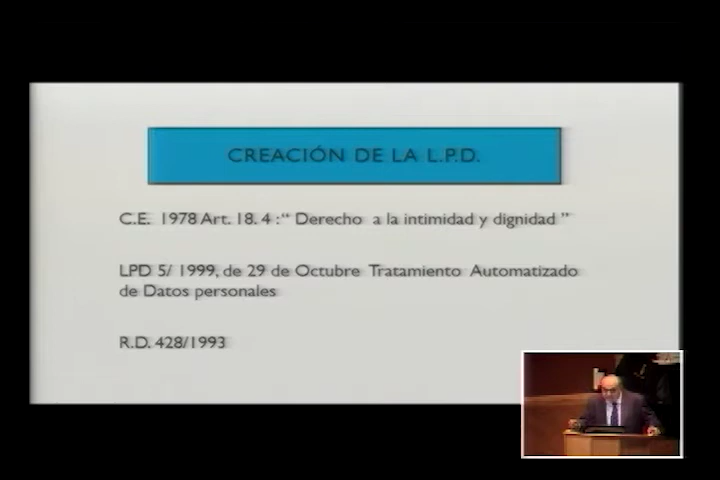 CREACIÓN DE LA L.P.D.
C.E. 1978 Art. 18. 4 :“ Derecho a la intimidad y dignidad ”
LPD 5/ 1999, de 29 de Octubre Tratamiento Automatizado
de Datos personales
R.D. 428/1993